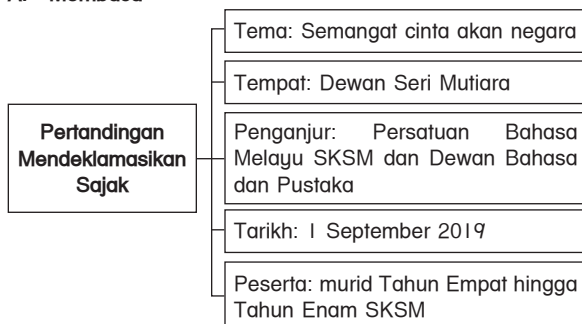 Tema: Semangat cinta akan negara
Tempat: Dewan Seri Mutiara
Pertandingan
Mendeklamasikan
Sajak
Penganjur: Persatuan Bahasa
Melayu SKSM dan Dewan Bahasa
dan Pustaka
Tarikh: 1 September 2019
Peserta: murid Tahun Empat hingga
Tahun Enam SKSM